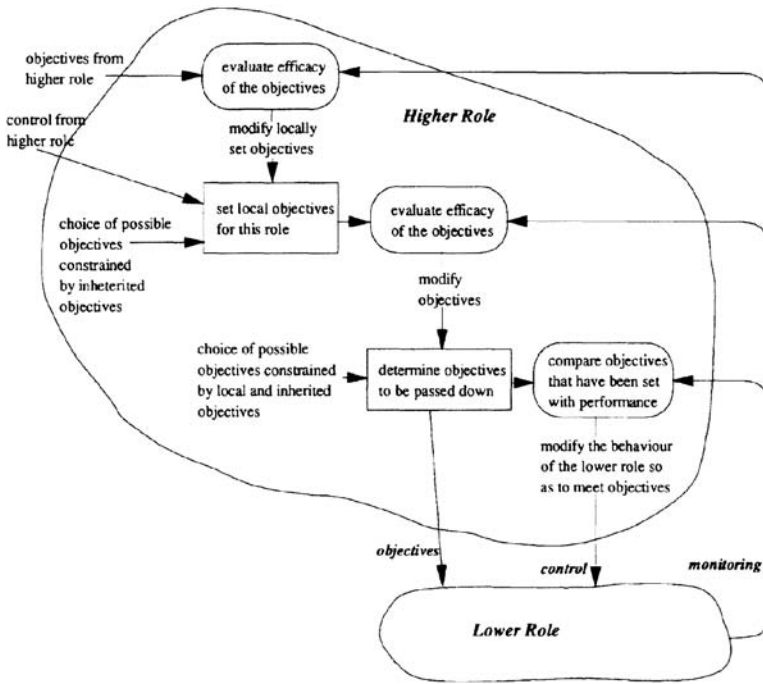 objectives from
higher role
evaluate efficacy
of the objectives
Higher Role
control from
higher role
modify locally
set objectives
set local objectives
for this role
evaluate efficacy
of the objectives
choice of possible
objectives
constrained
by inheterited
objectives
modify
objectives
choice of possible
objectives constrained
by local and inherited
objectives
determine objectives
to be passed down
compare objectives
that have been set
with performance
modify the behaviour
of the lower role so
as to meet objectives
objectives
control
monitoring
Lower Role